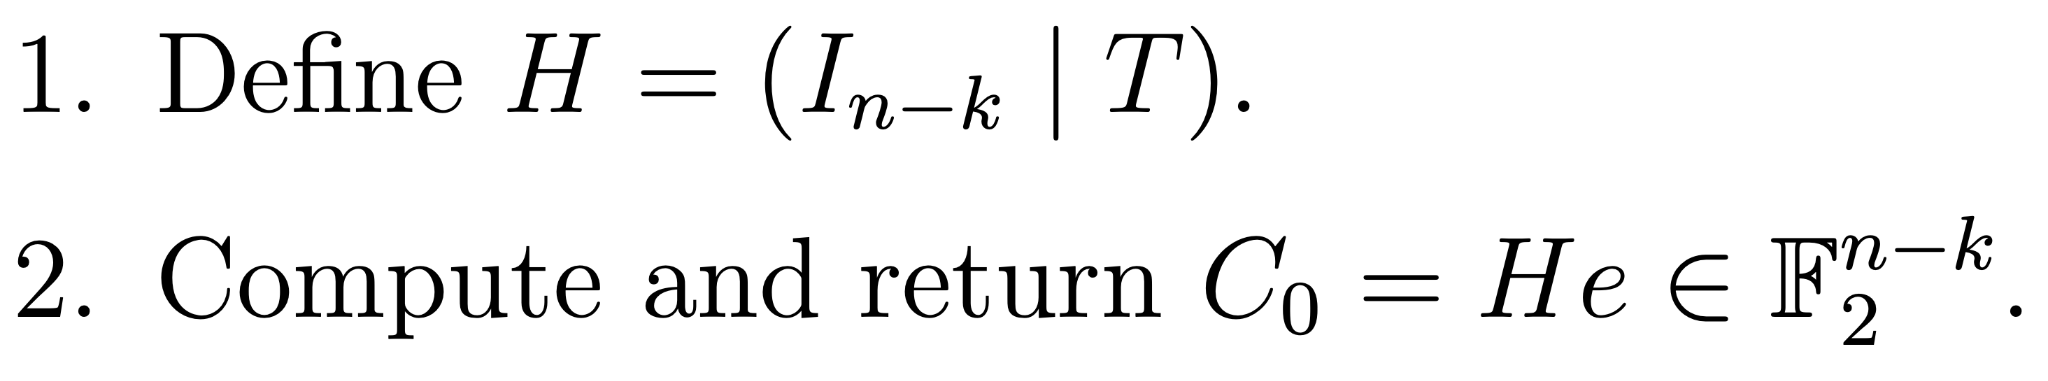 1. Define H = (I_{n−k} | T).
2. Compute and return C_0 = He ∈ 𝔽_2^{n−k}.